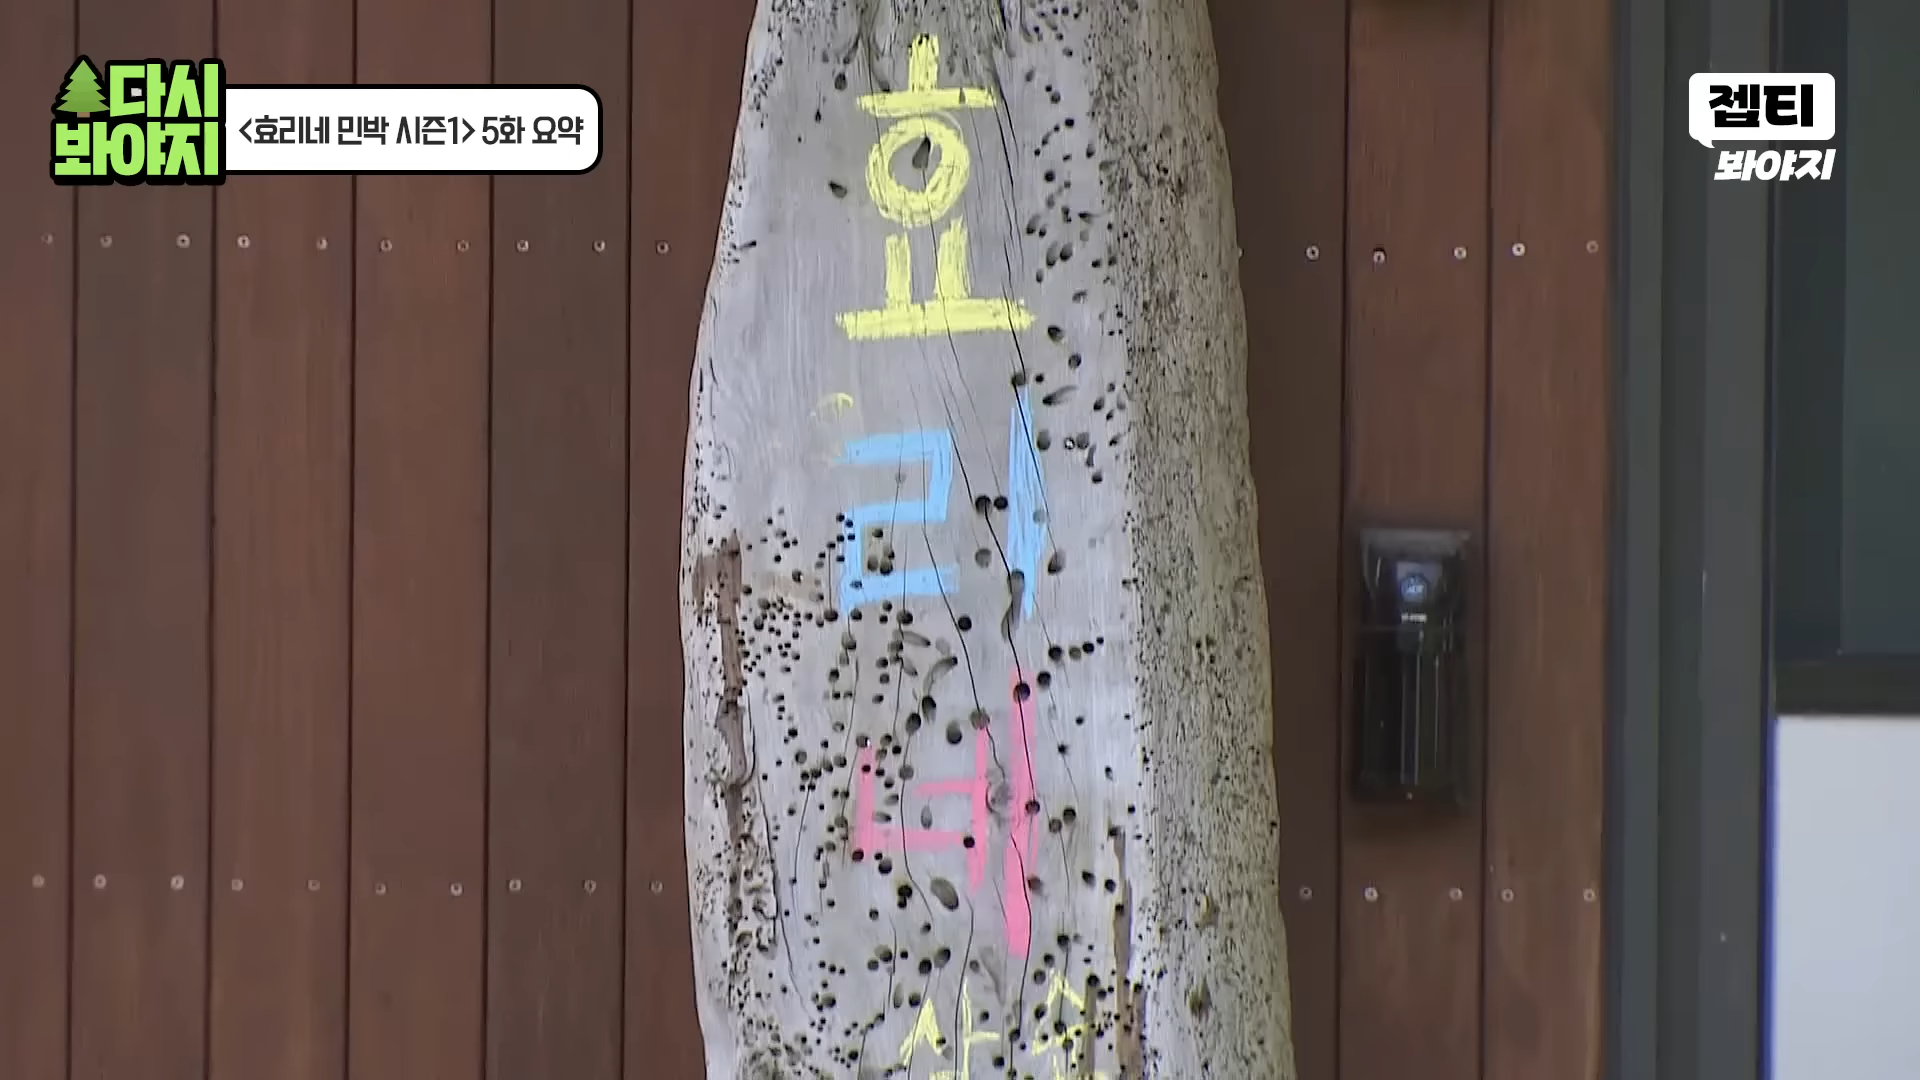 다시
봐야지
<효리네 민박 시즌1> 5화 요약
젭티
봐야지
효
리
네